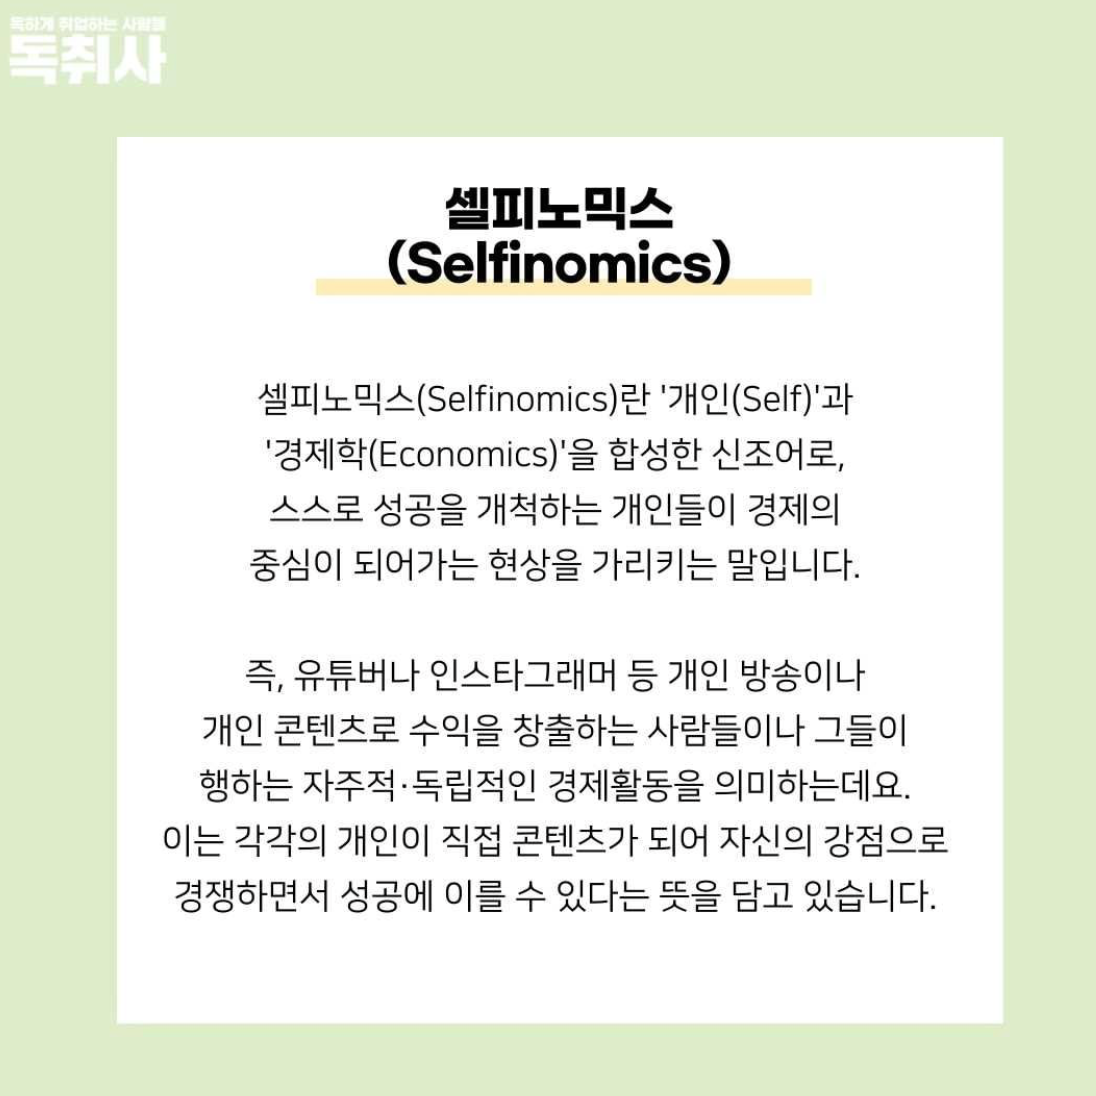 독하게 취업하는 사람들
독취사
셀피노믹스
(Selfinomics)
셀피노믹스(Selfinomics)란 '개인(Self)'과
'경제학(Economics)'을 합성한 신조어로,
스스로 성공을 개척하는 개인들이 경제의
중심이 되어가는 현상을 가리키는 말입니다.
즉, 유튜버나 인스타그래머 등 개인 방송이나
개인 콘텐츠로 수익을 창출하는 사람들이나 그들이
행하는 자주적·독립적인 경제활동을 의미하는데요.
이는 각각의 개인이 직접 콘텐츠가 되어 자신의 강점으로
경쟁하면서 성공에 이를 수 있다는 뜻을 담고 있습니다.